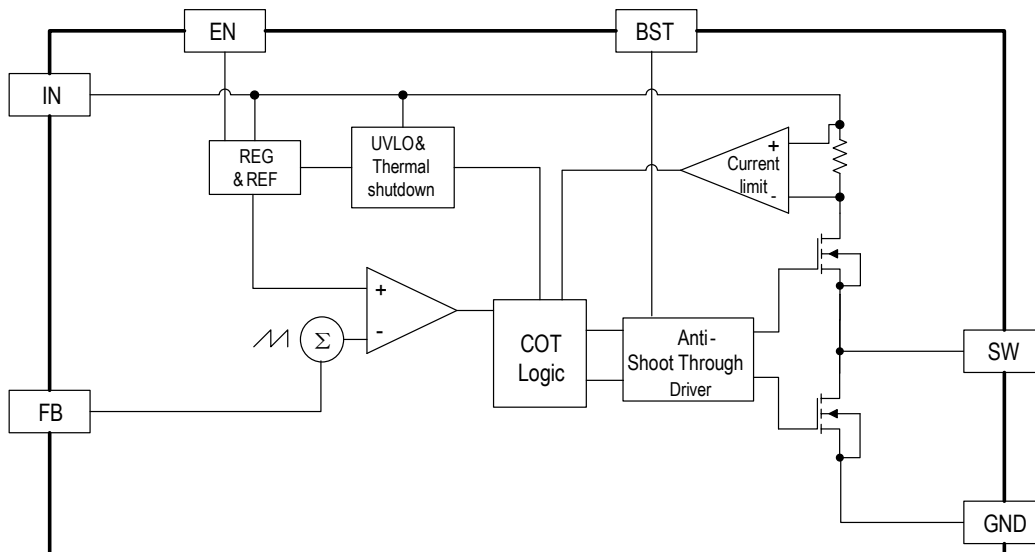 EN
BST
IN
REG
& REF
UVLO &
Thermal
shutdown
+
Current
limit
-
+
-
Σ
COT
Logic
Anti -
Shoot Through
Driver
SW
FB
GND